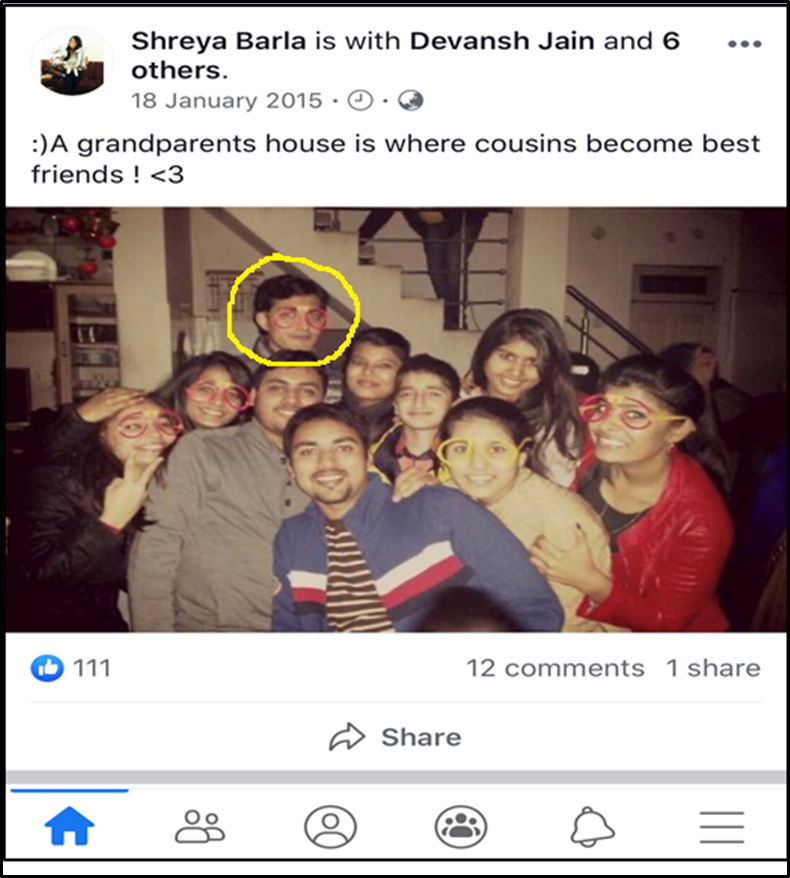 Shreya Barla is with Devansh Jain and 6
others.
18 January 2015 ·
:)A grandparents house is where cousins become best
friends ! <3
111
12 comments 1 share
Share